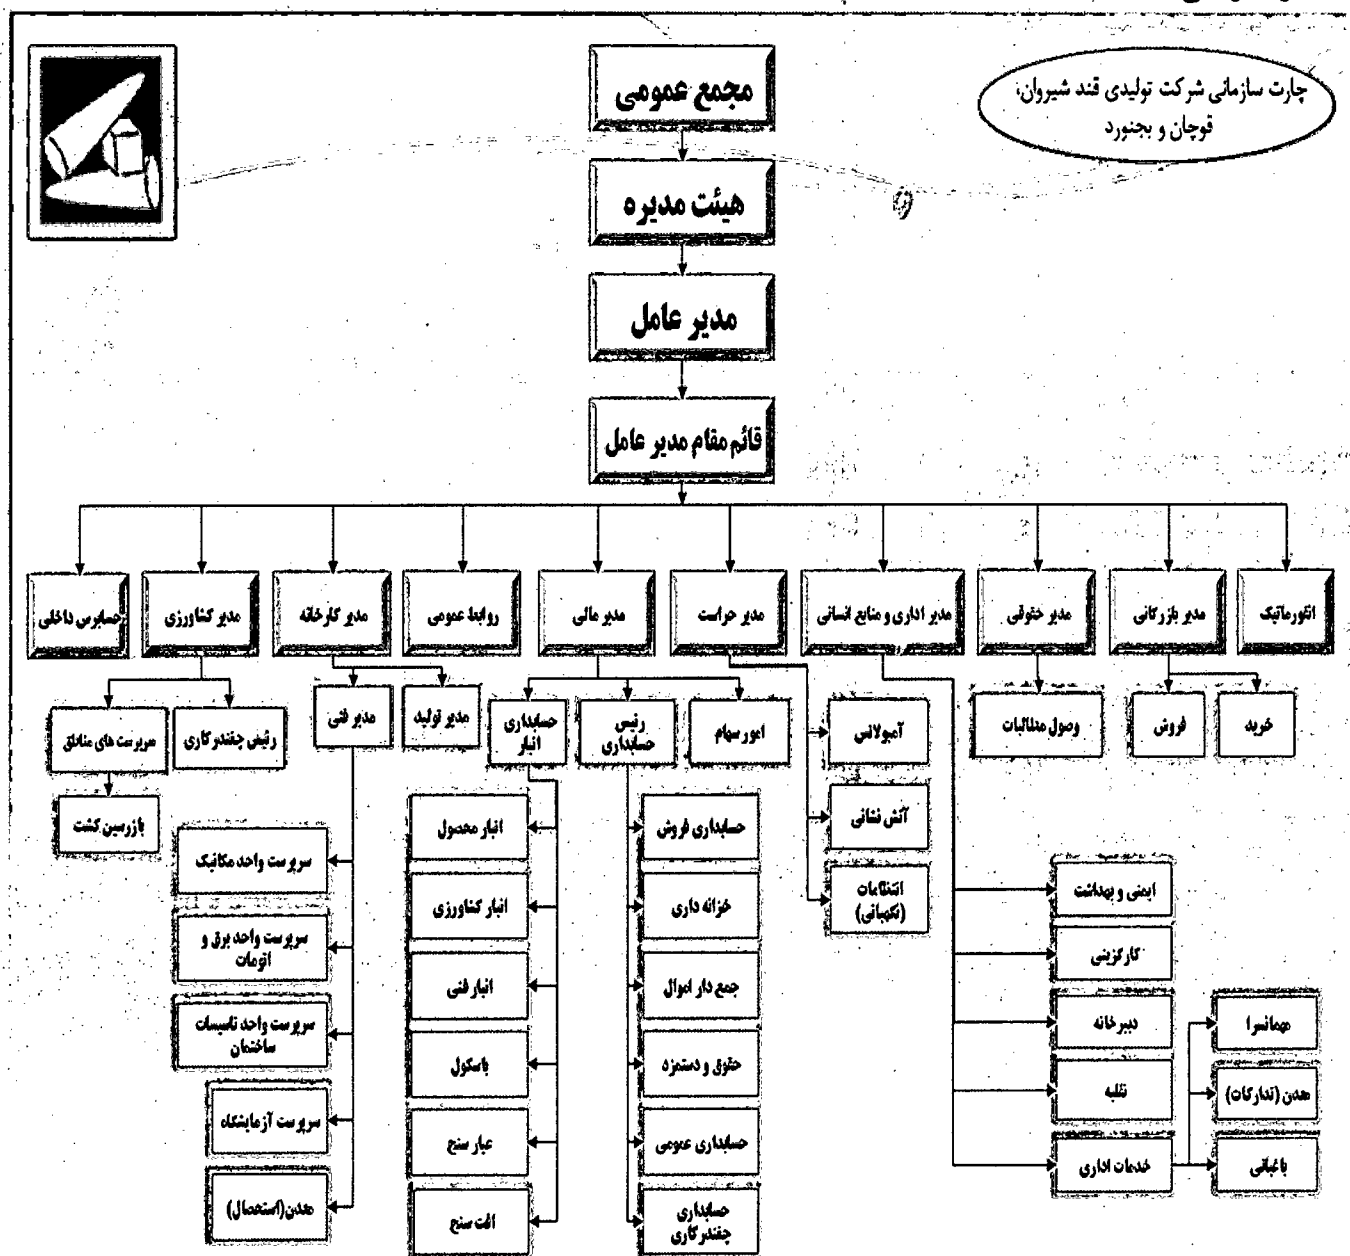 چارت سازمانی شرکت تولیدی قند شیروان،
قوچان و بجنورد
مجمع عمومی
هیئت مدیره
مدیر عامل
قائم مقام مدیر عامل
انفورماتیک
مدیر بازرگانی
مدیر حقوقی
مدیر اداری و منابع انسانی
مدیر حراست
مدیر مالی
روابط عمومی
مدیر کارخانه
مدیر کشاورزی
حسابرس داخلی
خرید
فروش
وصول مطالبات
آمبولانس
آتش نشانی
انتظامات
(نگهبانی)
امور سهام
رئیس
حسابداری
حسابداری
انبار
مدیر تولید
مدیر فنی
رئیس چغندرکاری
سرپرست های مناطق
بازرسین کشت
ایمنی و بهداشت
کارگزینی
دبیرخانه
نقلیه
خدمات اداری
مهمانسرا
معدن (تدارکات)
باغبانی
حسابداری فروش
خزانه داری
جمع دار اموال
حقوق و دستمزد
حسابداری عمومی
حسابداری
چغندرکاری
انبار محصول
انبار کشاورزی
انبار فنی
باسکول
عیار سنج
افت سنج
سرپرست واحد مکانیک
سرپرست واحد برق و
اتومات
سرپرست واحد تاسیسات
ساختمان
سرپرست آزمایشگاه
معدن(استحصال)